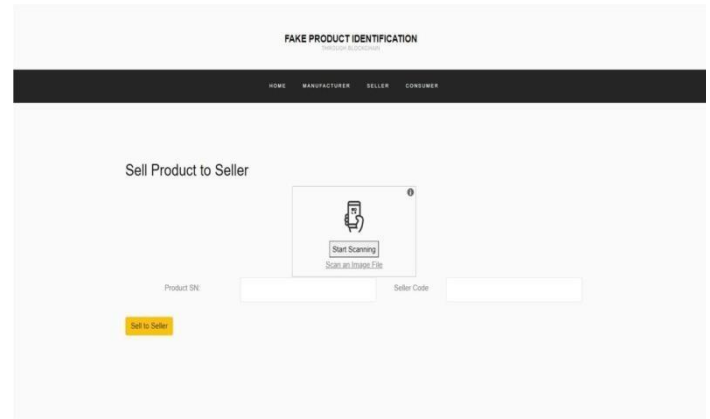 FAKE PRODUCT IDENTIFICATION
THROUGH BLOCKCHAIN
HOME MANUFACTURER SELLER CONSUMER
Sell Product to Seller
Start Scanning
Scan an Image File
Product SN: Seller Code
Sell to Seller